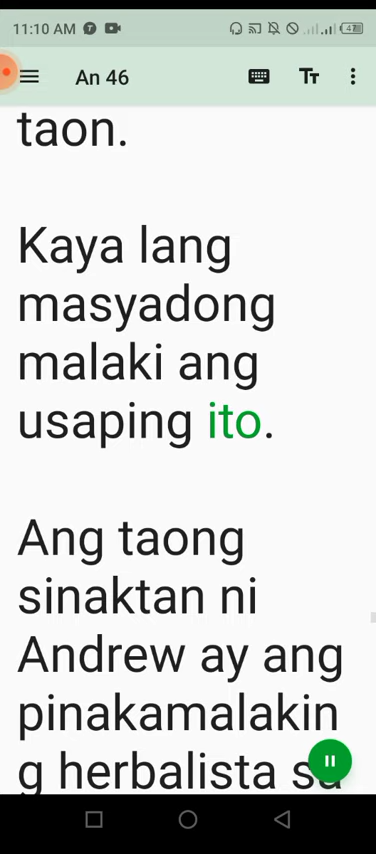 11:10 AM
An 46
taon.
Kaya lang
masyadong
malaki ang
usaping ito.
Ang taong
sinaktan ni
Andrew ay ang
pinakamalakin
g herbalista sa